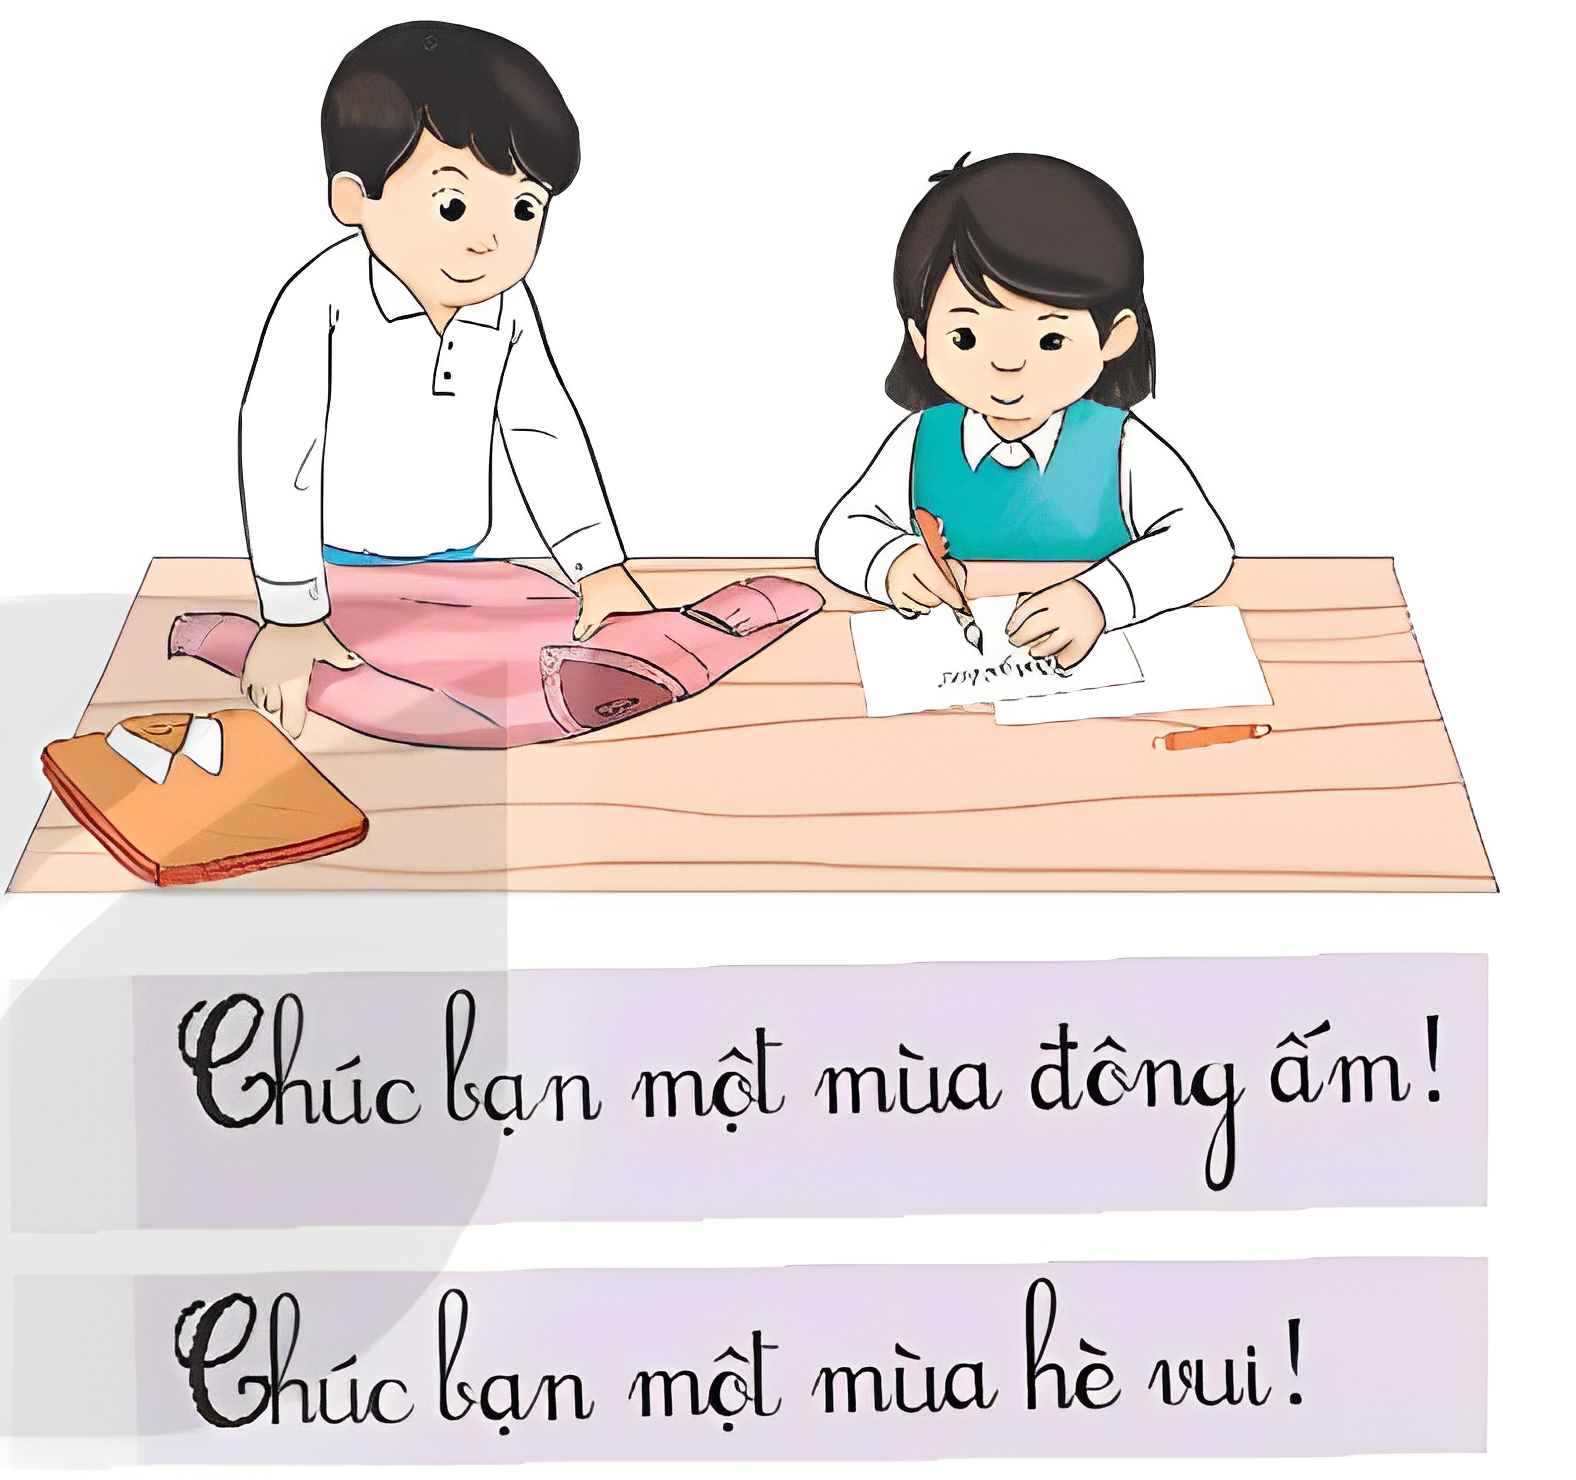 Chúc bạn một mùa đông ấm!
Chúc bạn một mùa hè vui!